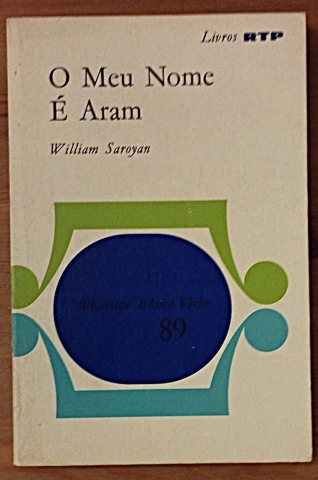 Livros RTP
O Meu Nome
É Aram
William Saroyan
Biblioteca Básica Verbo
89